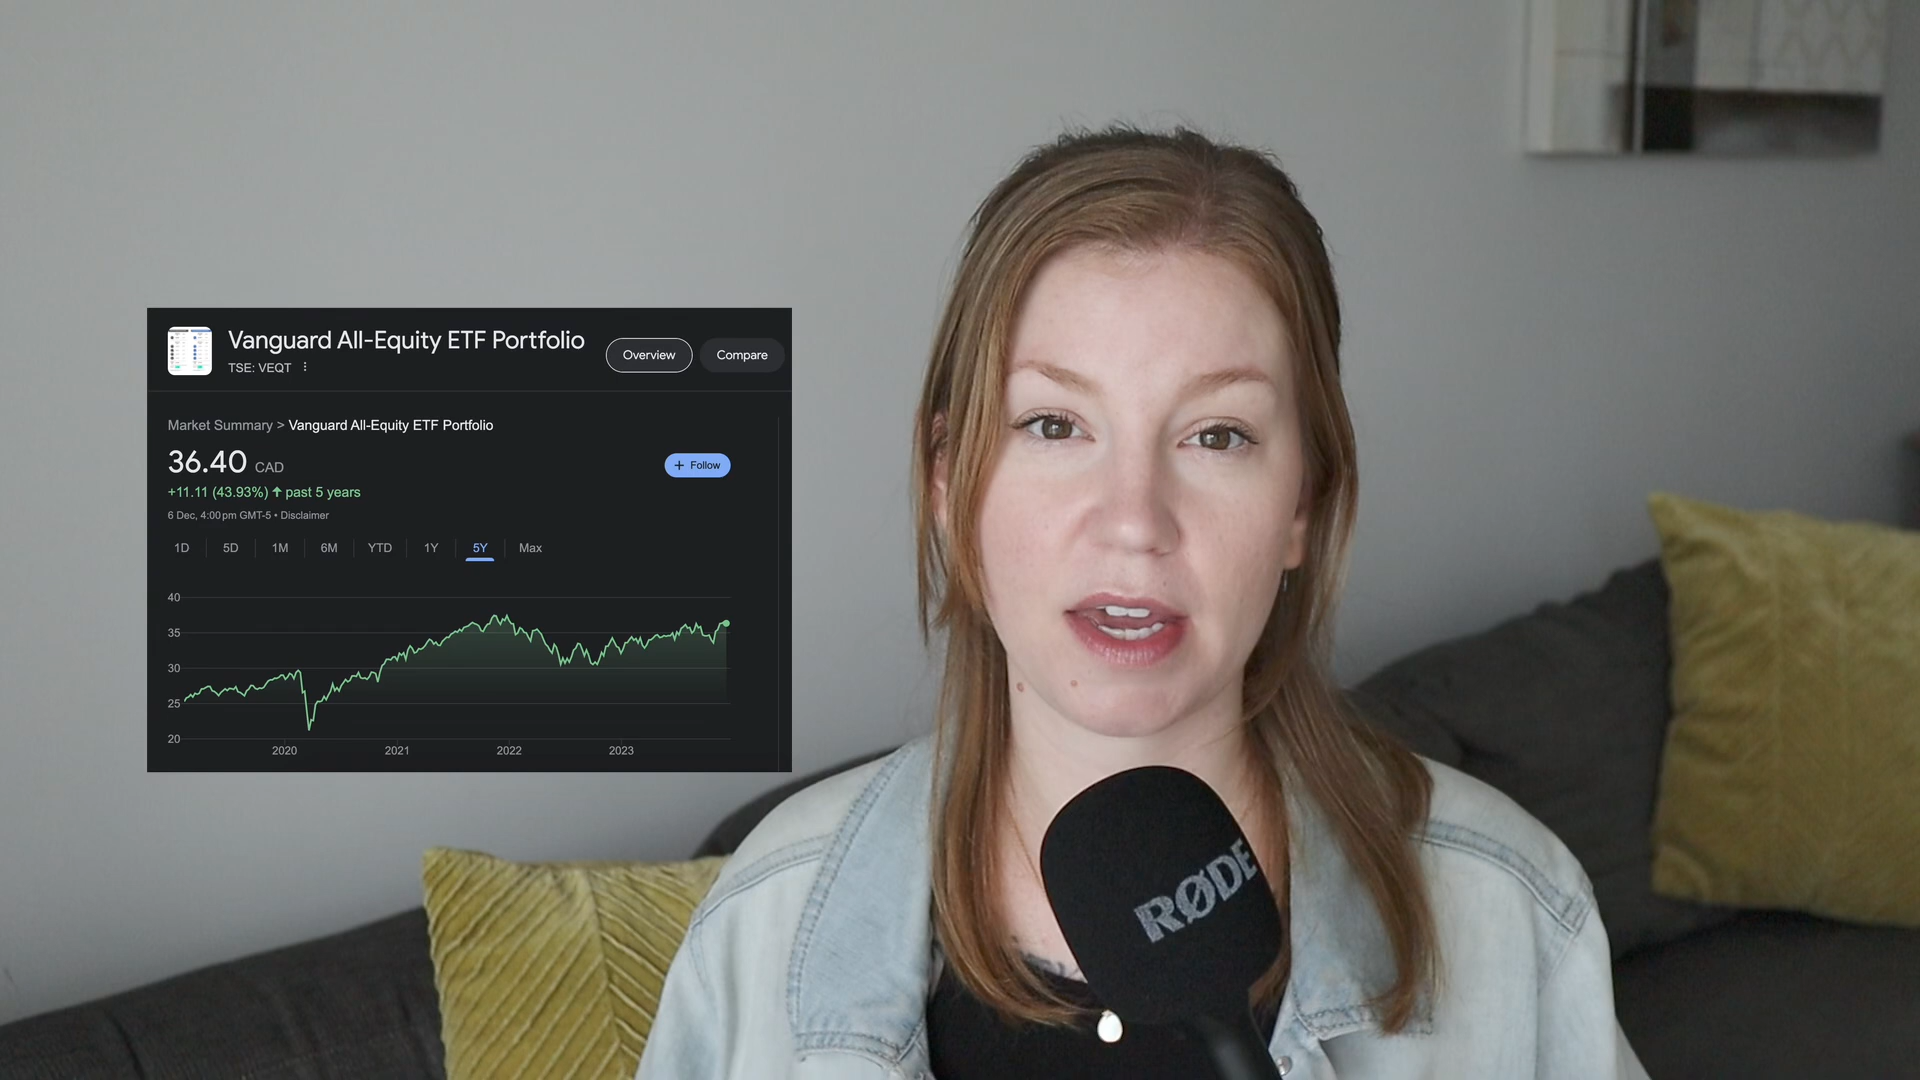 Vanguard All-Equity ETF Portfolio
TSE: VEQT
Overview
Compare
Market Summary > Vanguard All-Equity ETF Portfolio
36.40 CAD
+ Follow
+11.11 (43.93%) ↑ past 5 years
6 Dec, 4:00 pm GMT-5 • Disclaimer
1D 5D 1M 6M YTD 1Y 5Y Max
40
35
30
25
20
2020 2021 2022 2023
RØDE